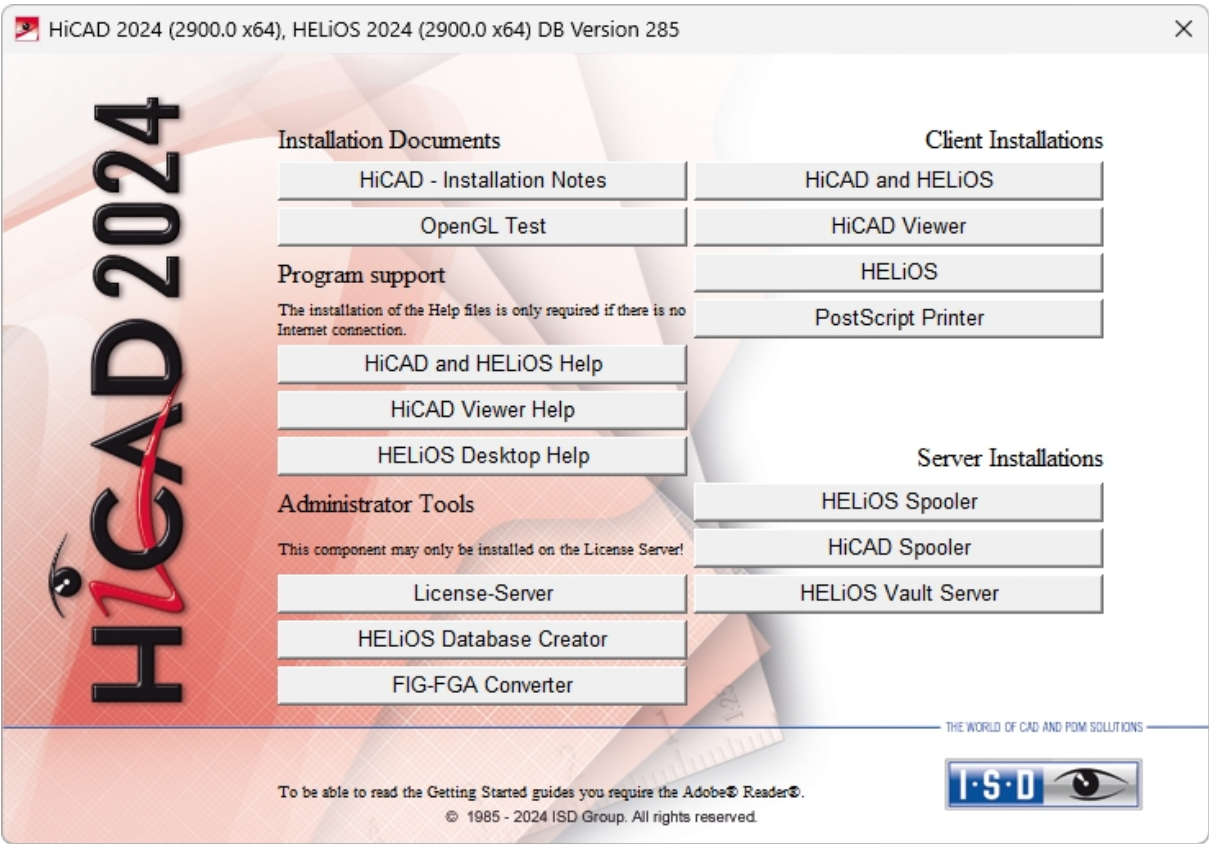 HiCAD 2024 (2900.0 x64), HELiOS 2024 (2900.0 x64) DB Version 285
HiCAD 2024
Installation Documents
HiCAD - Installation Notes
OpenGL Test
Program support
The installation of the Help files is only required if there is no
Internet connection.
HiCAD and HELiOS Help
HiCAD Viewer Help
HELiOS Desktop Help
Administrator Tools
This component may only be installed on the License Server!
License-Server
HELiOS Database Creator
FIG-FGA Converter
Client Installations
HiCAD and HELiOS
HiCAD Viewer
HELiOS
PostScript Printer
Server Installations
HELiOS Spooler
HiCAD Spooler
HELiOS Vault Server
THE WORLD OF CAD AND PDM SOLUTIONS
I·S·D
To be able to read the Getting Started guides you require the Adobe® Reader®.
© 1985 - 2024 ISD Group. All rights reserved.